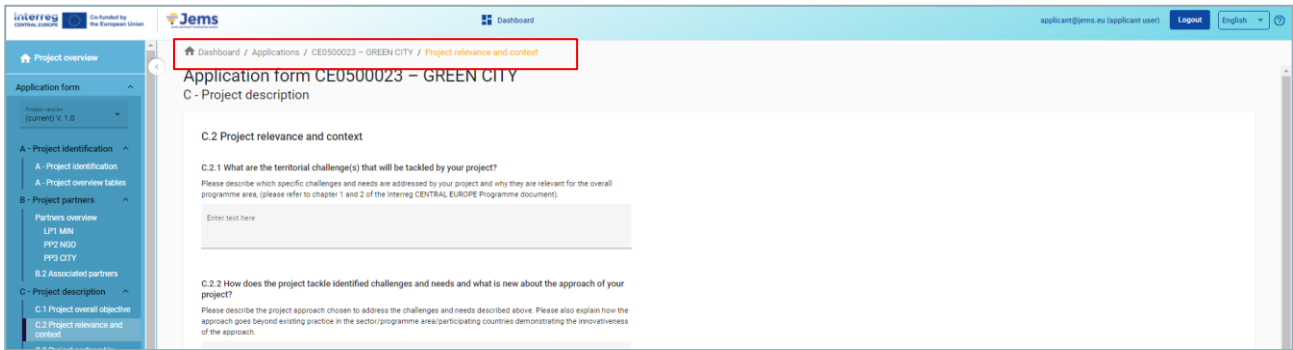 Interreg
CENTRAL EUROPE
Co-funded by
the European Union
Jems
Dashboard
applicant@jems.eu (applicant user)
Logout
English
Project overview
Application form
Project version
(current) V. 1.0
A - Project identification
A - Project identification
A - Project overview tables
B - Project partners
Partners overview
LP1 MIN
PP2 NGO
PP3 CITY
B.2 Associated partners
C - Project description
C.1 Project overall objective
C.2 Project relevance and
context
C.3 Project partnership
Dashboard / Applications / CE0500023 – GREEN CITY / Project relevance and context
Application form CE0500023 – GREEN CITY
C - Project description
C.2 Project relevance and context
C.2.1 What are the territorial challenge(s) that will be tackled by your project?
Please describe which specific challenges and needs are addressed by your project and why they are relevant for the overall
programme area, (please refer to chapter 1 and 2 of the Interreg CENTRAL EUROPE Programme document).
Enter text here
C.2.2 How does the project tackle identified challenges and needs and what is new about the approach of your
project?
Please describe the project approach chosen to address the challenges and needs described above. Please also explain how the
approach goes beyond existing practice in the sector/programme area/participating countries demonstrating the innovativeness
of the approach.